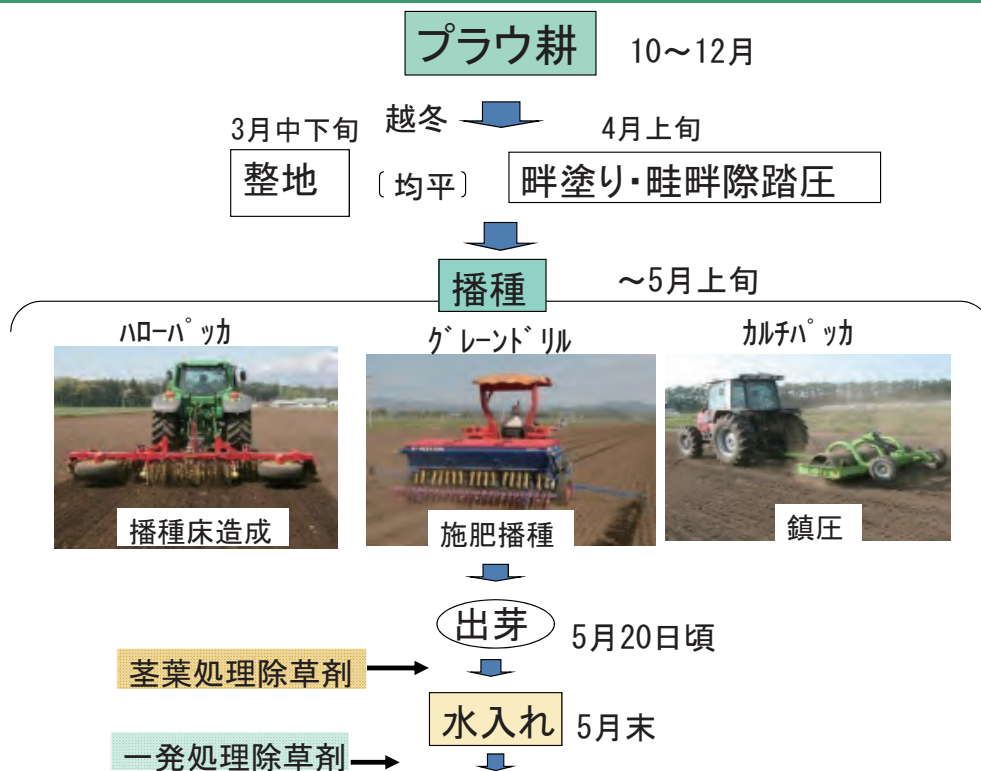 プラウ耕 10～12月
越冬
3月中下旬 4月上旬
整地 〔均平〕 畔塗り・畦畔際踏圧
播種 ～5月上旬
ﾊﾛｰﾊﾟｯｶ ｸﾞﾚｰﾝﾄﾞﾘﾙ ｶﾙﾁﾊﾟｯｶ
播種床造成 施肥播種 鎮圧
出芽 5月20日頃
茎葉処理除草剤
水入れ 5月末
一発処理除草剤